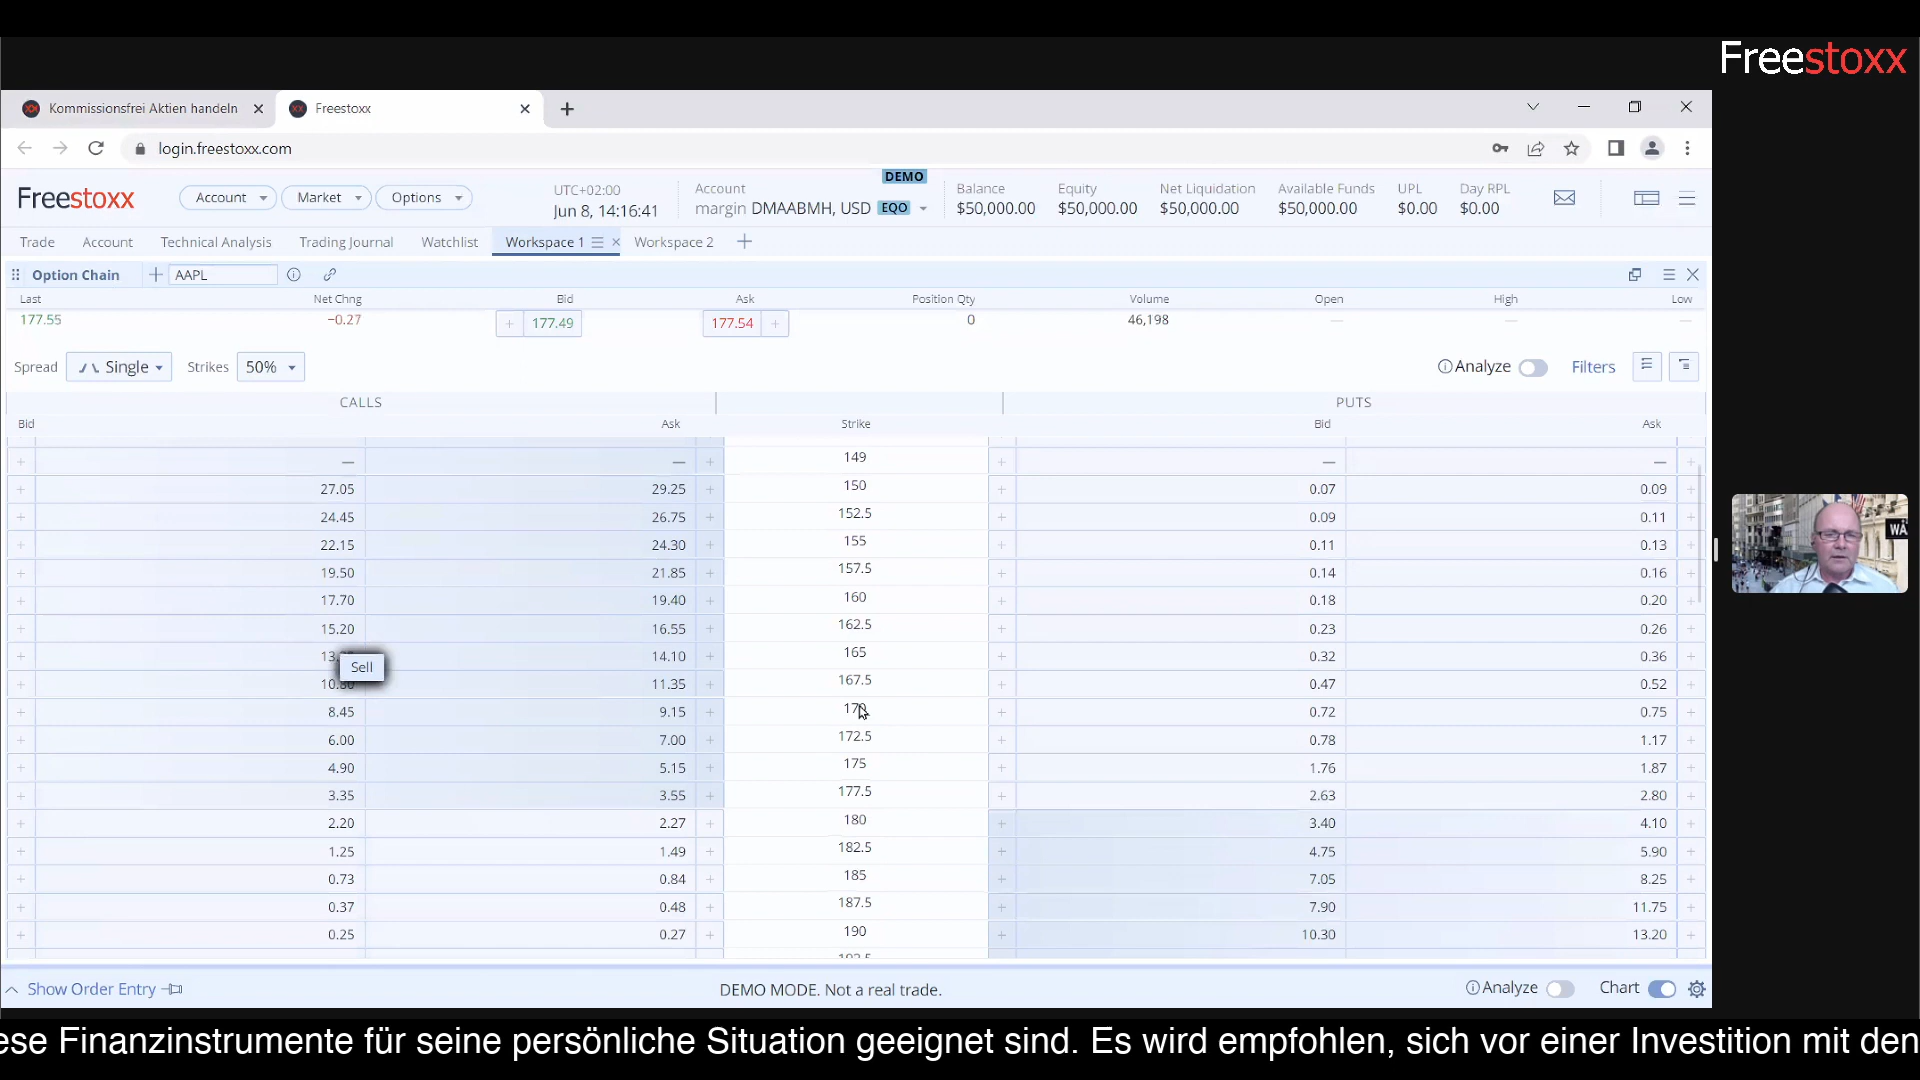 Freestoxx
Kommissionsfrei Aktien handeln
Freestoxx
login.freestoxx.com
DEMO
Freestoxx
Account Market Options
UTC+02:00 Account Balance Equity Net Liquidation Available Funds UPL Day RPL
Jun 8, 14:16:41 margin DMAABMH, USD EQO $50,000.00 $50,000.00 $50,000.00 $50,000.00 $0.00 $0.00
Trade Account Technical Analysis Trading Journal Watchlist Workspace 1 Workspace 2
Option Chain AAPL
Last Net Chng Bid Ask Position Qty Volume Open High Low
177.55 −0.27 177.49 177.54 0 46,198 — — —
Spread Single Strikes 50% Analyze Filters
CALLS PUTS
Bid Ask Strike Bid Ask
— — 149 — —
27.05 29.25 150 0.07 0.09
24.45 26.75 152.5 0.09 0.11
22.15 24.30 155 0.11 0.13
19.50 21.85 157.5 0.14 0.16
17.70 19.40 160 0.18 0.20
15.20 16.55 162.5 0.23 0.26
13. 14.10 165 0.32 0.36
Sell
10.80 11.35 167.5 0.47 0.52
8.45 9.15 170 0.72 0.75
6.00 7.00 172.5 0.78 1.17
4.90 5.15 175 1.76 1.87
3.35 3.55 177.5 2.63 2.80
2.20 2.27 180 3.40 4.10
1.25 1.49 182.5 4.75 5.90
0.73 0.84 185 7.05 8.25
0.37 0.48 187.5 7.90 11.75
0.25 0.27 190 10.30 13.20
Show Order Entry DEMO MODE. Not a real trade. Analyze Chart
WA
ese Finanzinstrumente für seine persönliche Situation geeignet sind. Es wird empfohlen, sich vor einer Investition mit den